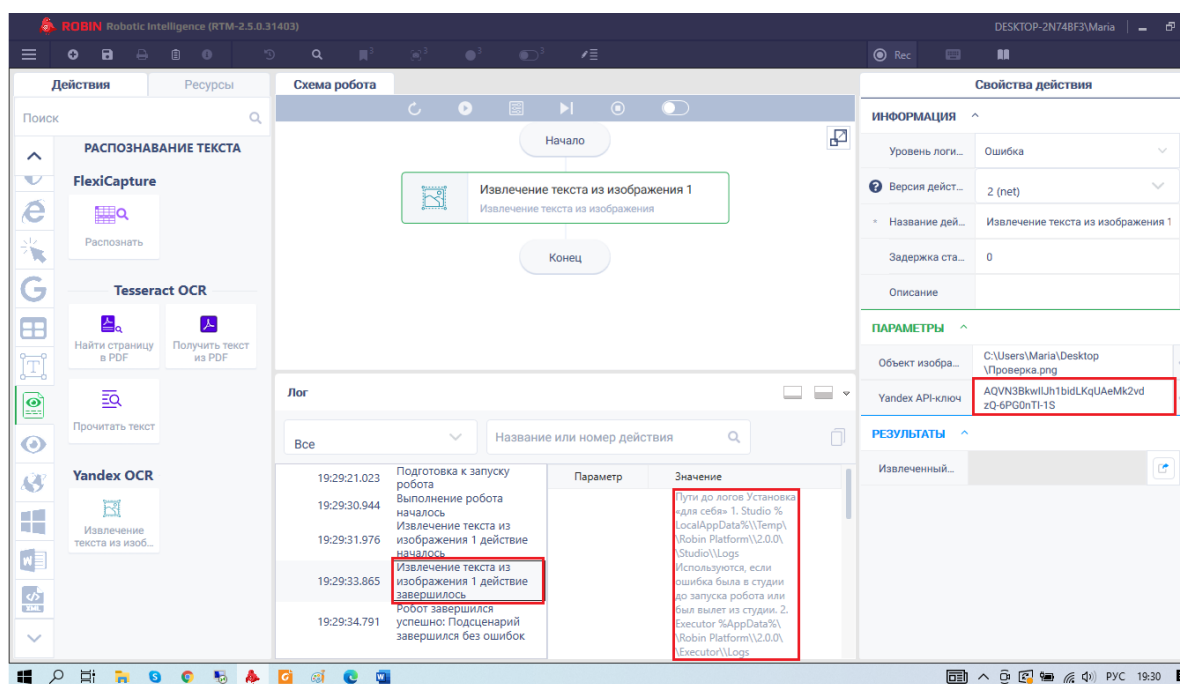 ROBIN Robotic Intelligence (RTM-2.5.0.31403)
DESKTOP-2N74BF3\Maria
Rec
Действия
Ресурсы
Поиск
РАСПОЗНАВАНИЕ ТЕКСТА
FlexiCapture
Распознать
Tesseract OCR
Найти страницу
в PDF
Получить текст
из PDF
Прочитать текст
Yandex OCR
Извлечение
текста из изоб...
Схема робота
Начало
Извлечение текста из изображения 1
Извлечение текста из изображения
Конец
Лог
Все
Название или номер действия
19:29:21.023
Подготовка к запуску
робота
19:29:30.944
Выполнение робота
началось
19:29:31.976
Извлечение текста из
изображения 1 действие
началось
19:29:33.865
Извлечение текста из
изображения 1 действие
завершилось
19:29:34.791
Робот завершился
успешно: Подсценарий
завершился без ошибок
Параметр
Значение
Пути до логов Установка
«для себя» 1. Studio %
LocalAppData%\\Temp\
\Robin Platform\\2.0.0\
\Studio\\Logs
Используются, если
ошибка была в студии
до запуска робота или
был вылет из студии. 2.
Executor %AppData%\
\Robin Platform\\2.0.0\
\Executor\\Logs
Свойства действия
ИНФОРМАЦИЯ
Уровень логи...
Ошибка
Версия дейст...
2 (net)
* Название дей...
Извлечение текста из изображения 1
Задержка ста...
0
Описание
ПАРАМЕТРЫ
Объект изобра...
C:\Users\Maria\Desktop
\Проверка.png
Yandex API-ключ
РЕЗУЛЬТАТЫ
Извлеченный...
РУС
19:30